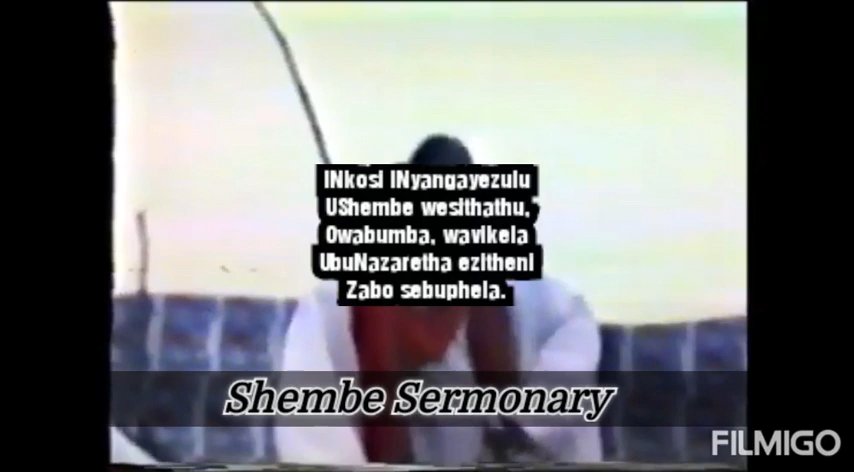 INkosi INyangayezulu
UShembe wesithathu,
Owabumba, wavikela
UbuNazaretha ezitheni
Zabo sebuphela.
Shembe Sermonary
FILMIGO